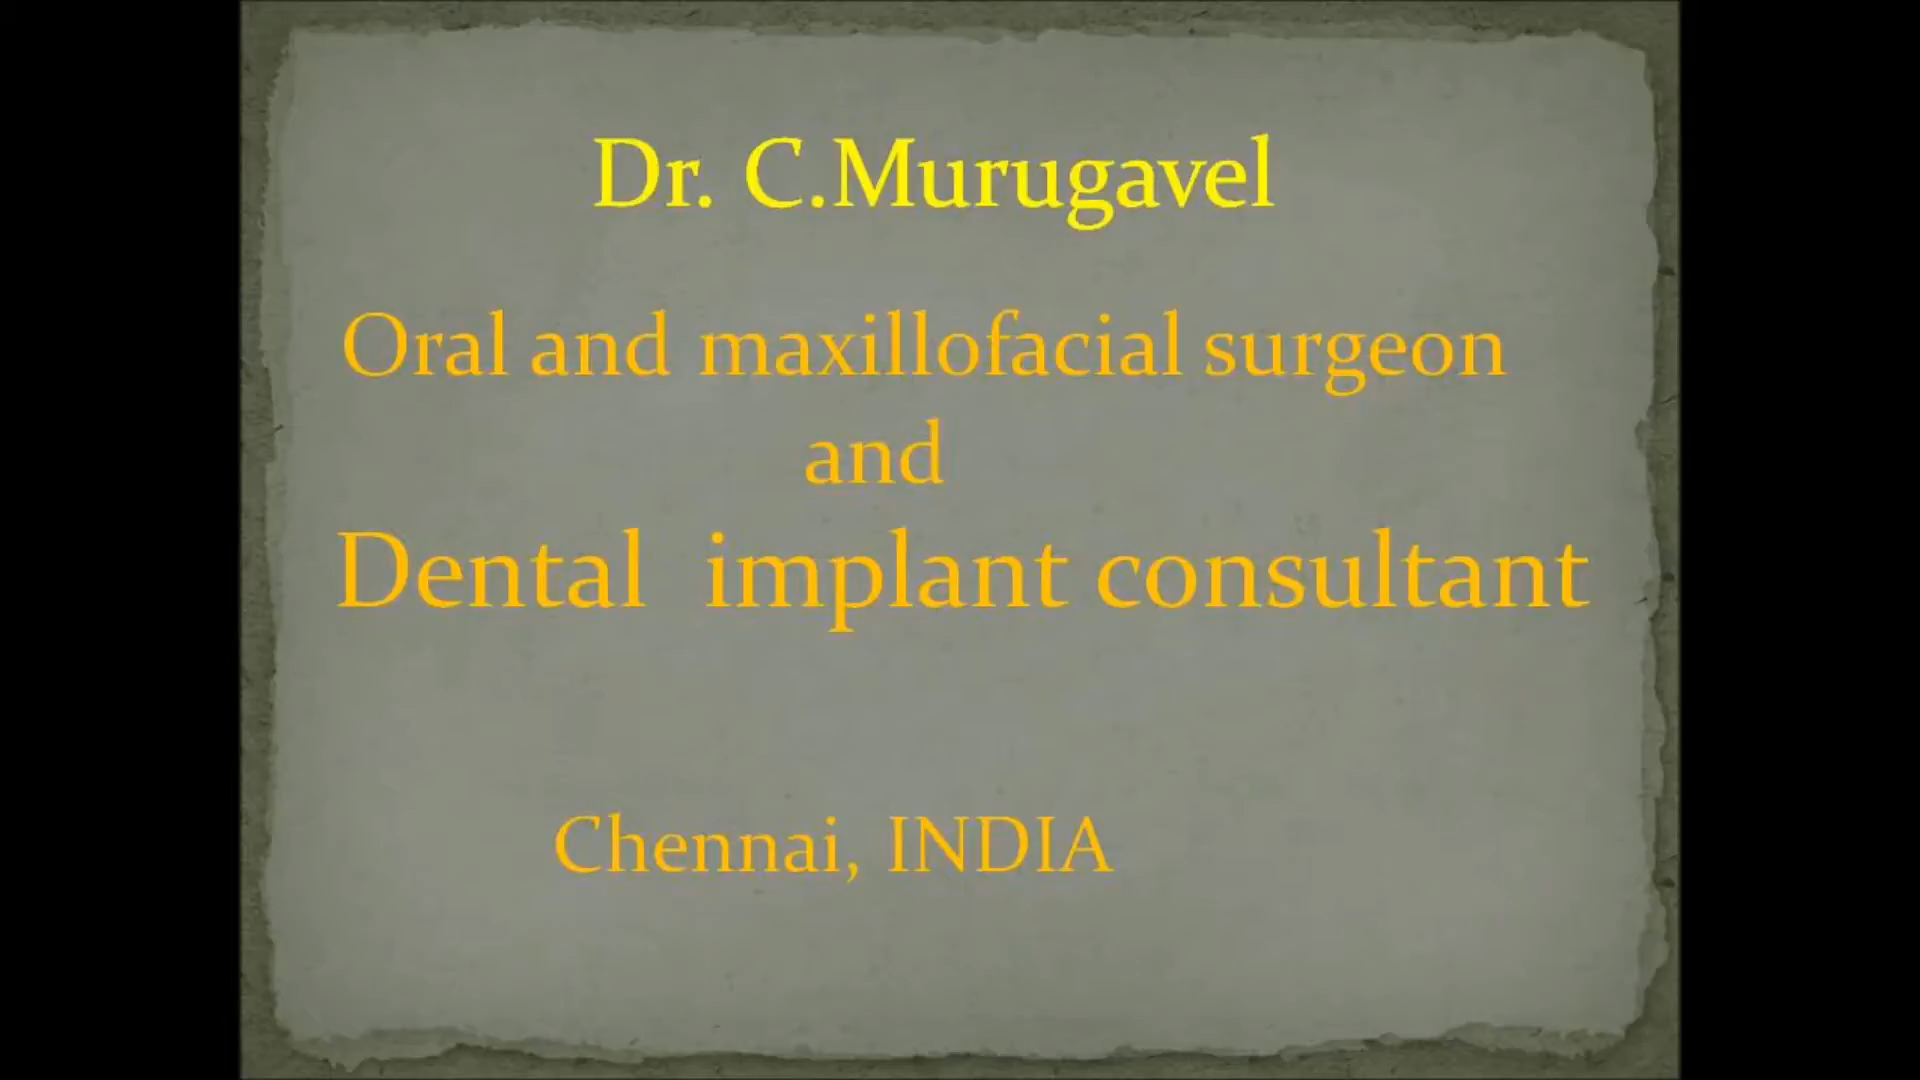 Dr. C.Murugavel
Oral and maxillofacial surgeon
and
Dental implant consultant
Chennai, INDIA